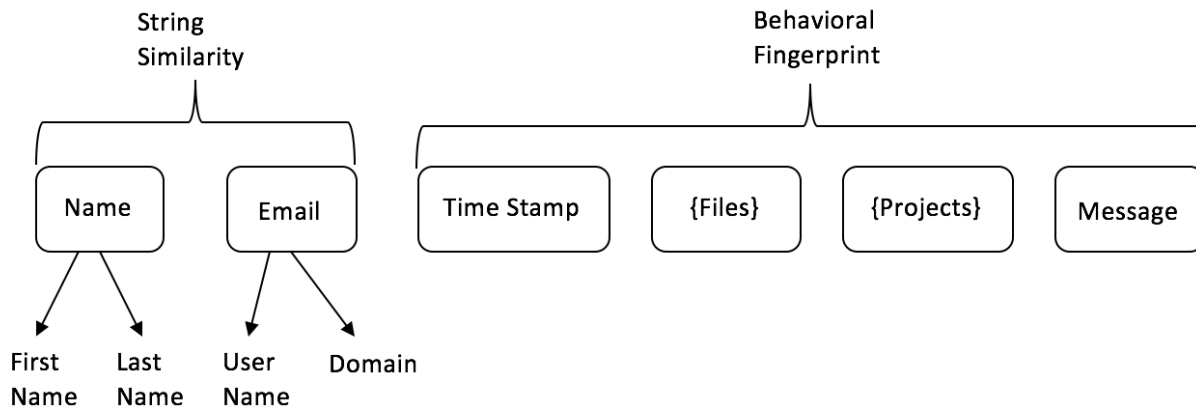 String
Similarity
Behavioral
Fingerprint
Name
Email
Time Stamp
{Files}
{Projects}
Message
First
Name
Last
Name
User
Name
Domain